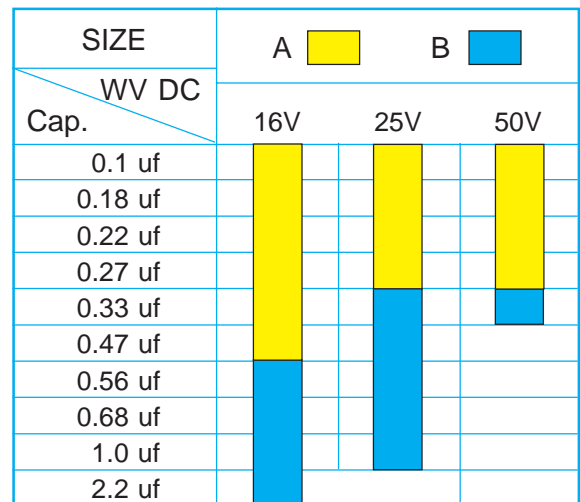 SIZE A B
WV DC
Cap. 16V 25V 50V
0.1 uf
0.18 uf
0.22 uf
0.27 uf
0.33 uf
0.47 uf
0.56 uf
0.68 uf
1.0 uf
2.2 uf